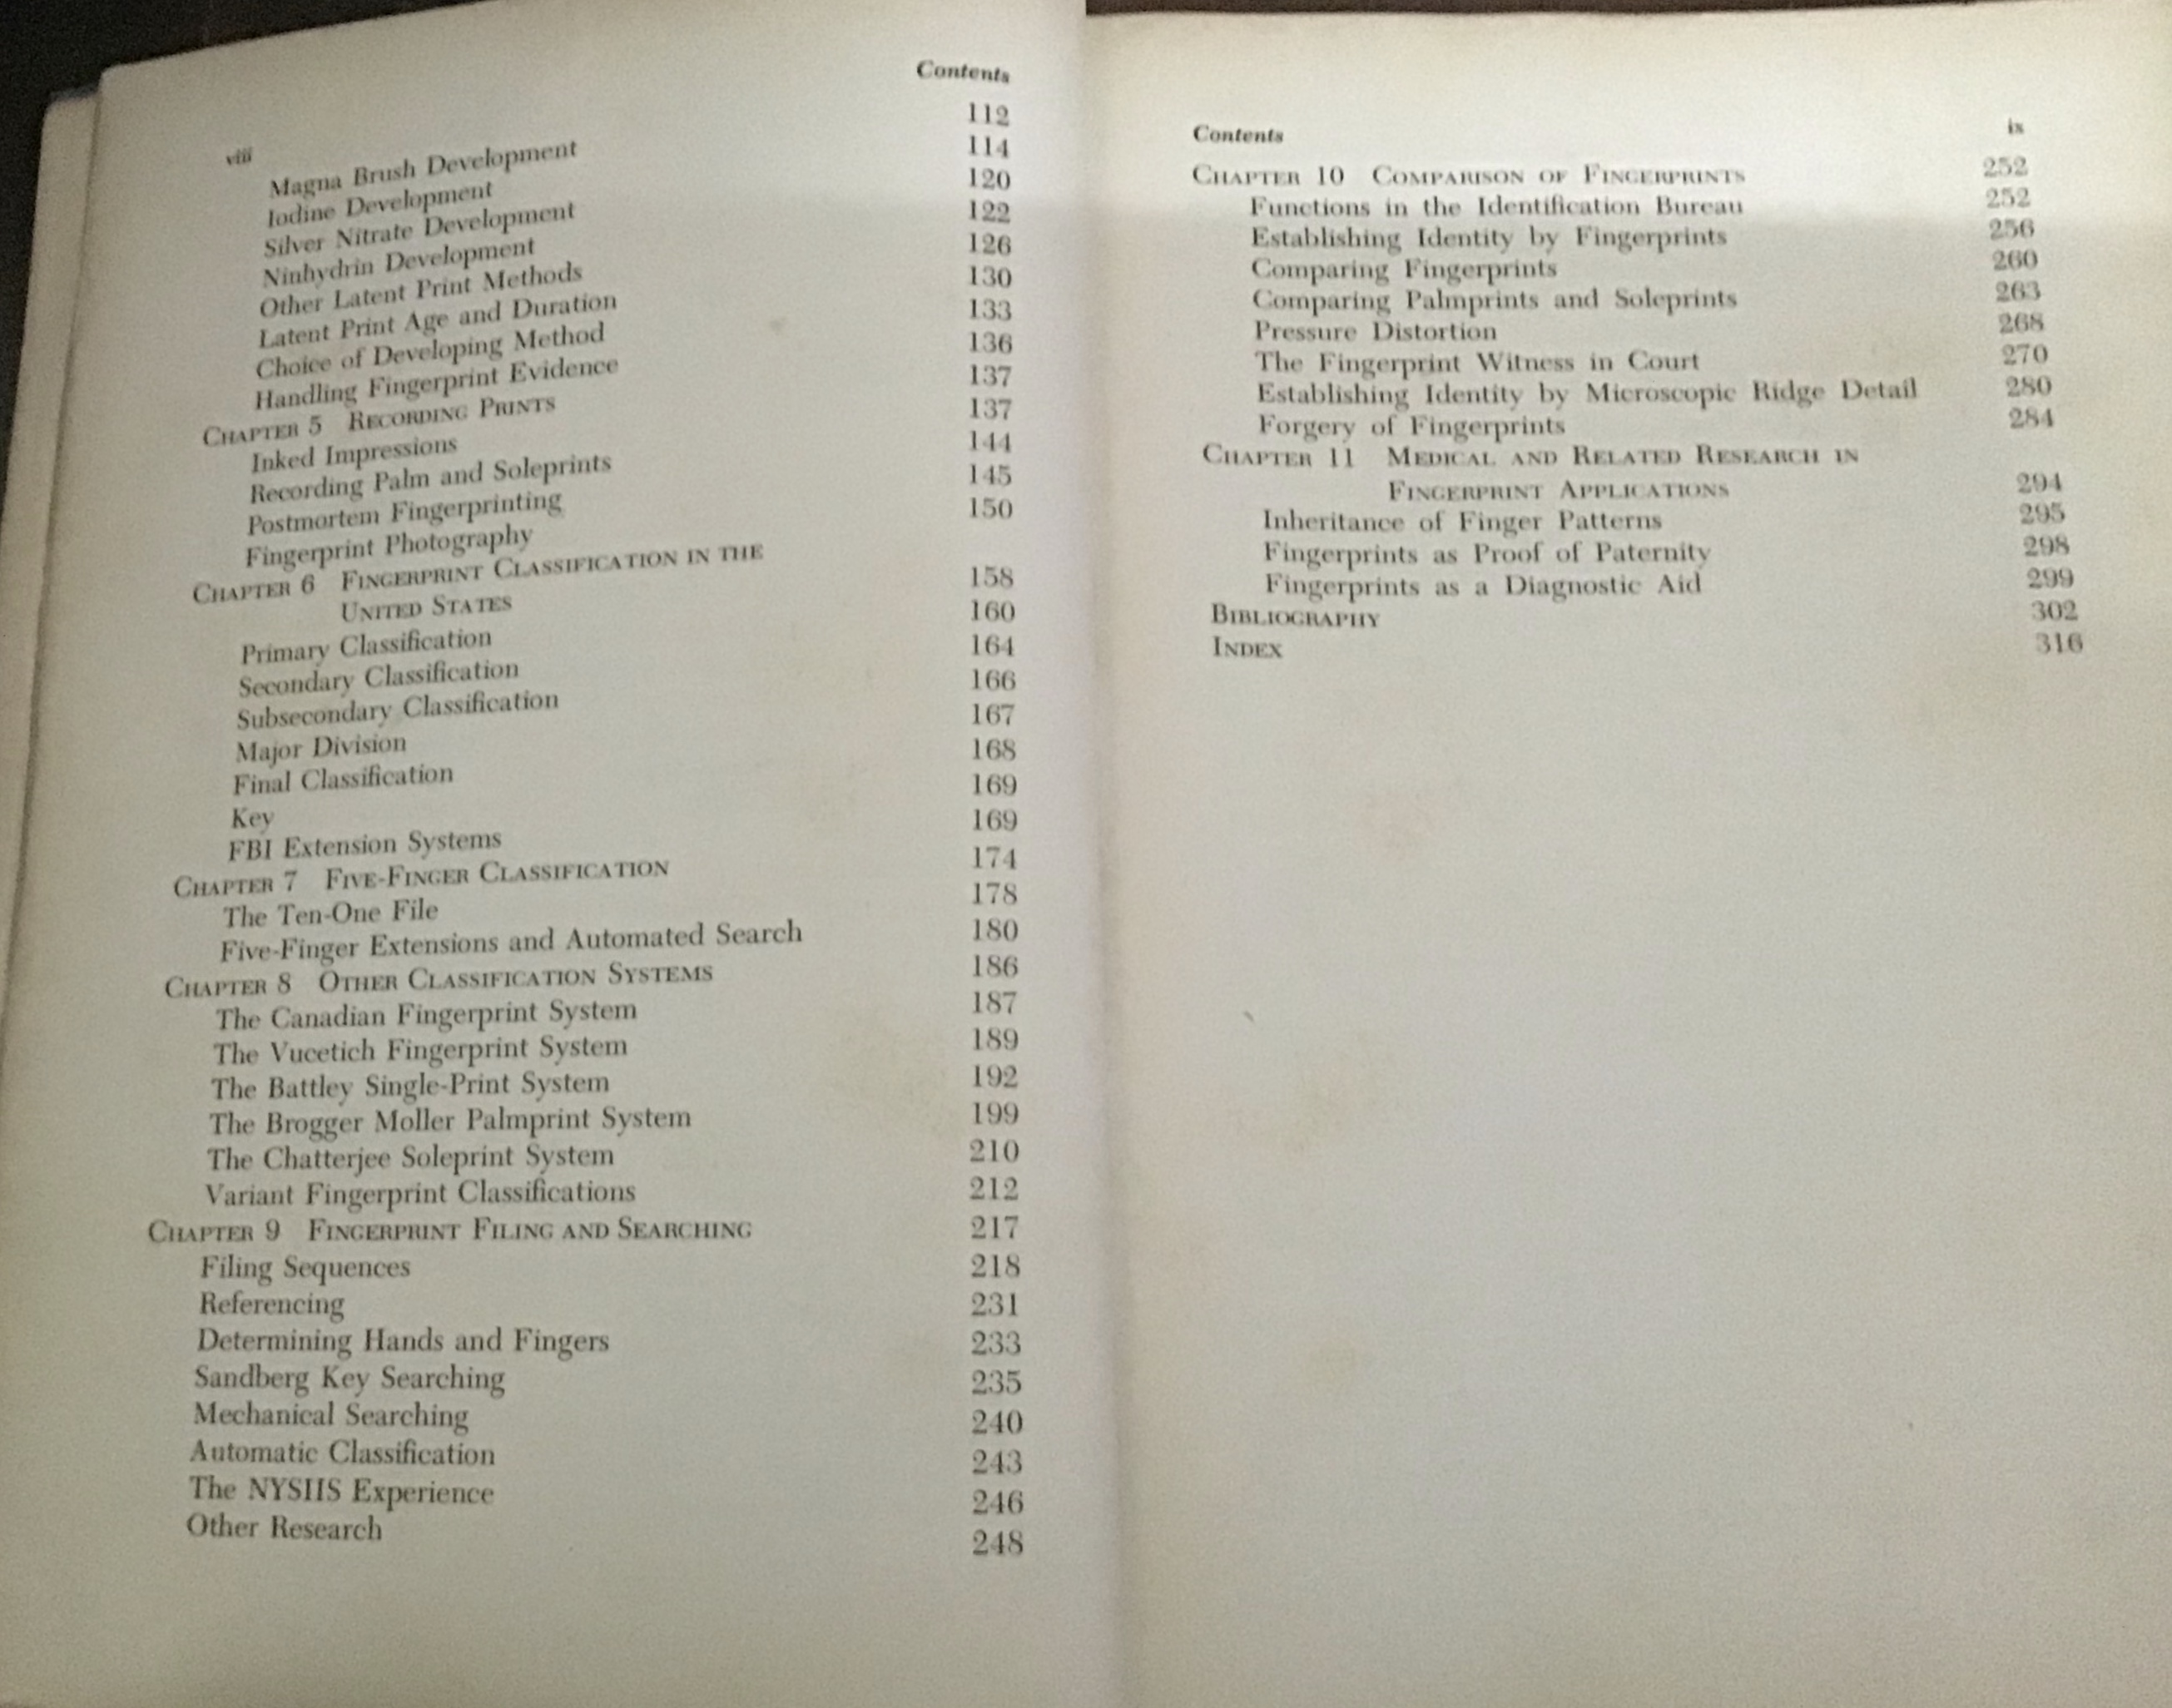 viii Contents
Magna Brush Development 112
Iodine Development 114
Silver Nitrate Development 120
Ninhydrin Development 122
Other Latent Print Methods 126
Latent Print Age and Duration 130
Choice of Developing Method 133
Handling Fingerprint Evidence 136
CHAPTER 5 RECORDING PRINTS 137
Inked Impressions 137
Recording Palm and Soleprints 144
Postmortem Fingerprinting 145
Fingerprint Photography 150
CHAPTER 6 FINGERPRINT CLASSIFICATION IN THE
UNITED STATES 158
Primary Classification 160
Secondary Classification 164
Subsecondary Classification 166
Major Division 167
Final Classification 168
Key 169
FBI Extension Systems 169
CHAPTER 7 FIVE-FINGER CLASSIFICATION 174
The Ten-One File 178
Five-Finger Extensions and Automated Search 180
CHAPTER 8 OTHER CLASSIFICATION SYSTEMS 186
The Canadian Fingerprint System 187
The Vucetich Fingerprint System 189
The Battley Single-Print System 192
The Brogger Moller Palmprint System 199
The Chatterjee Soleprint System 210
Variant Fingerprint Classifications 212
CHAPTER 9 FINGERPRINT FILING AND SEARCHING 217
Filing Sequences 218
Referencing 231
Determining Hands and Fingers 233
Sandberg Key Searching 235
Mechanical Searching 240
Automatic Classification 243
The NYSIIS Experience 246
Other Research 248
Contents ix
CHAPTER 10 COMPARISON OF FINGERPRINTS 252
Functions in the Identification Bureau 252
Establishing Identity by Fingerprints 256
Comparing Fingerprints 260
Comparing Palmprints and Soleprints 263
Pressure Distortion 268
The Fingerprint Witness in Court 270
Establishing Identity by Microscopic Ridge Detail 280
Forgery of Fingerprints 284
CHAPTER 11 MEDICAL AND RELATED RESEARCH IN
FINGERPRINT APPLICATIONS 294
Inheritance of Finger Patterns 295
Fingerprints as Proof of Paternity 298
Fingerprints as a Diagnostic Aid 299
BIBLIOGRAPHY 302
INDEX 316